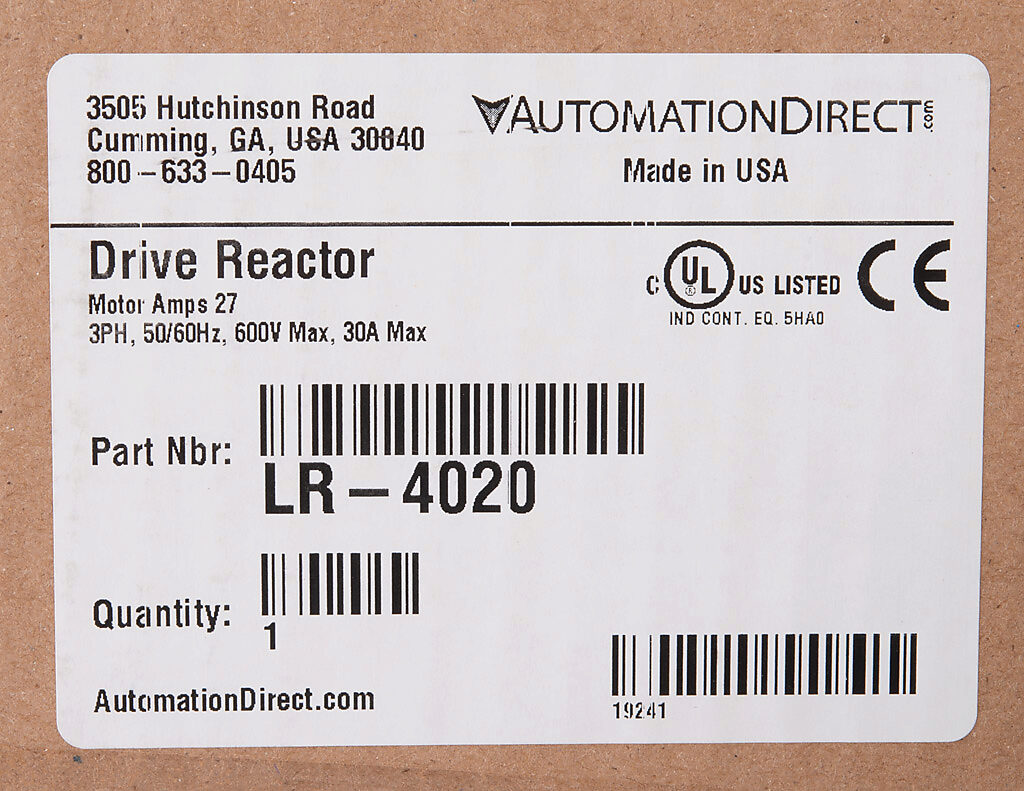 3505 Hutchinson Road
Cumming, GA, USA 30040
800-633-0405
AUTOMATIONDIRECT.com
Made in USA
Drive Reactor
Motor Amps 27
3PH, 50/60Hz, 600V Max, 30A Max
C UL ® US LISTED CE
IND CONT. EQ. 5HA0
Part Nbr:
LR-4020
Quantity:
1
AutomationDirect.com
19241